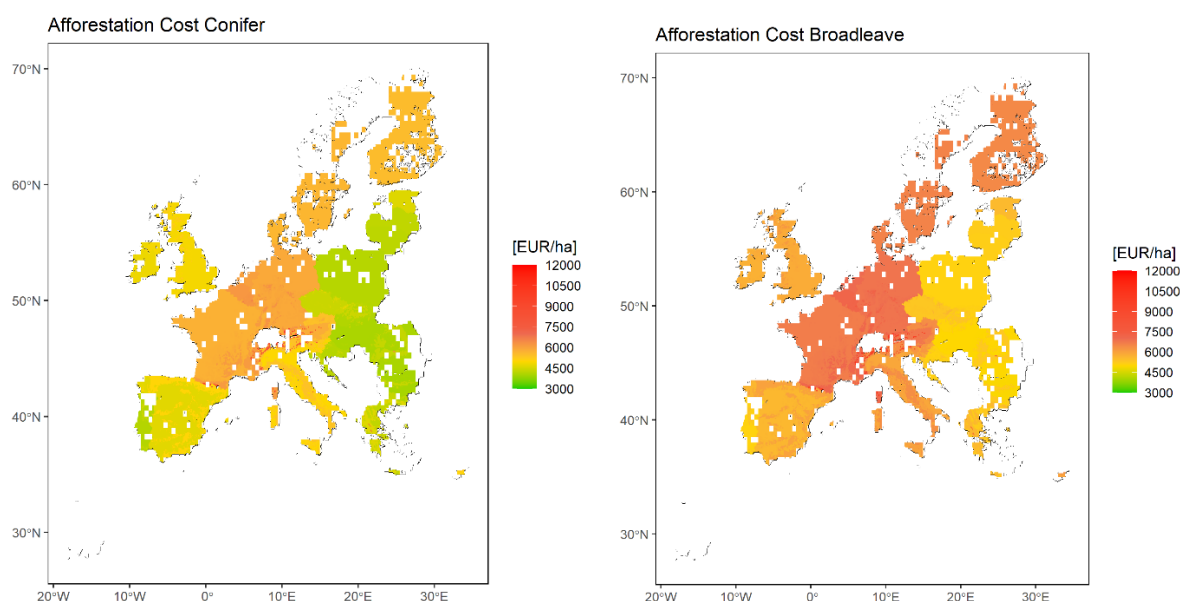 Afforestation Cost Conifer
70°N
60°N
50°N
40°N
30°N
20°W
10°W
0°
10°E
20°E
30°E
[EUR/ha]
12000
10500
9000
7500
6000
4500
3000
Afforestation Cost Broadleave
70°N
60°N
50°N
40°N
30°N
20°W
10°W
0°
10°E
20°E
30°E
[EUR/ha]
12000
10500
9000
7500
6000
4500
3000